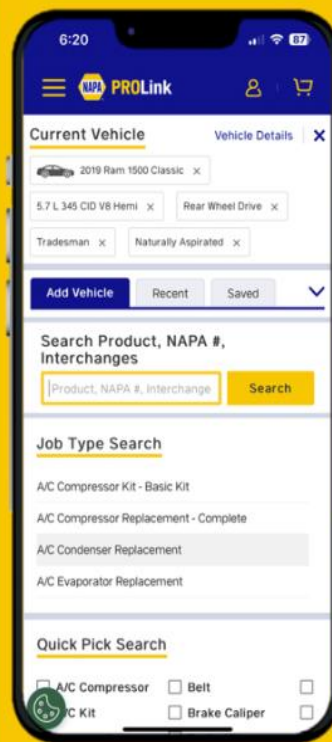 6:20
87
NAPA PROLink
Current Vehicle Vehicle Details X
2019 Ram 1500 Classic ×
5.7 L 345 CID V8 Hemi × Rear Wheel Drive ×
Tradesman × Naturally Aspirated ×
Add Vehicle Recent Saved
Search Product, NAPA #,
Interchanges
Product, NAPA #, Interchange Search
Job Type Search
A/C Compressor Kit - Basic Kit
A/C Compressor Replacement - Complete
A/C Condenser Replacement
A/C Evaporator Replacement
Quick Pick Search
A/C Compressor Belt
Kit Brake Caliper